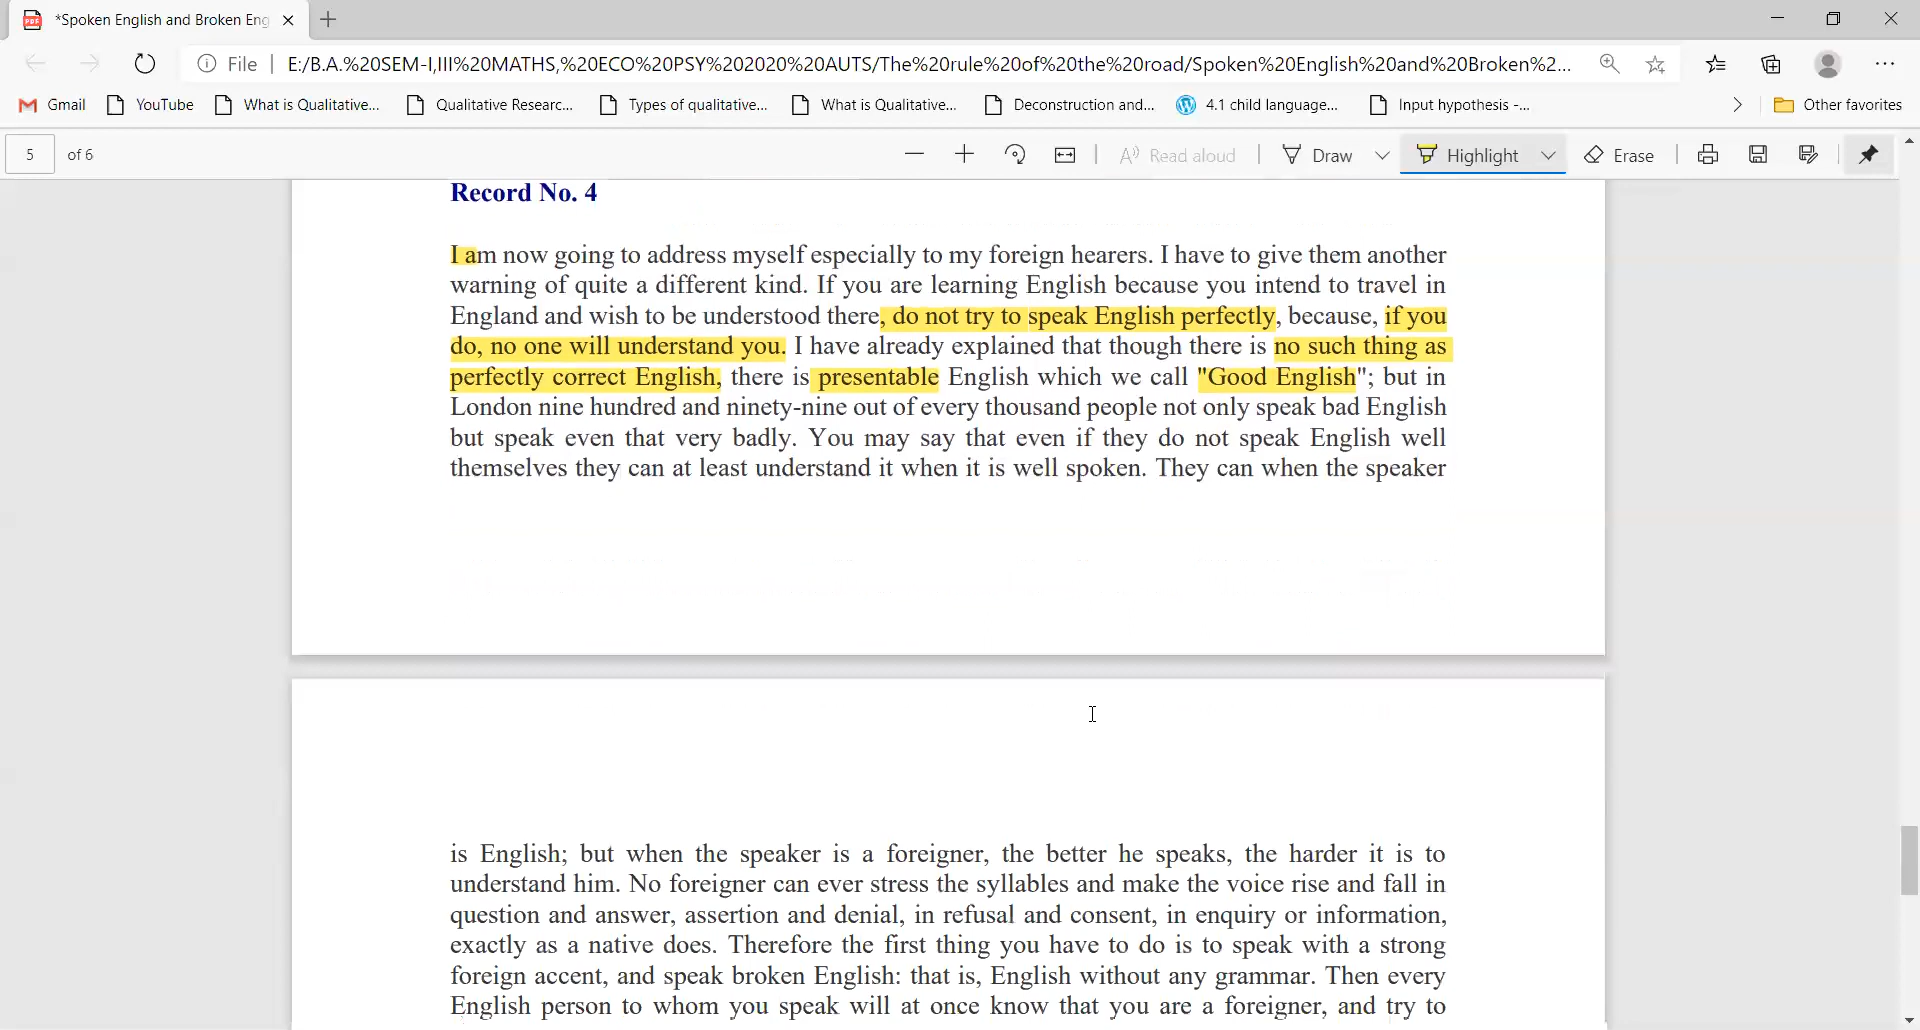 *Spoken English and Broken Eng
File
E:/B.A.%20SEM-I,III%20MATHS,%20ECO%20PSY%202020%20AUTS/The%20rule%20of%20the%20road/Spoken%20English%20and%20Broken%2...
Gmail YouTube What is Qualitative... Qualitative Researc... Types of qualitative... What is Qualitative... Deconstruction and... 4.1 child language... Input hypothesis -... Other favorites
5 of 6 Read aloud Draw Highlight Erase
Record No. 4
I am now going to address myself especially to my foreign hearers. I have to give them another
warning of quite a different kind. If you are learning English because you intend to travel in
England and wish to be understood there, do not try to speak English perfectly, because, if you
do, no one will understand you. I have already explained that though there is no such thing as
perfectly correct English, there is presentable English which we call "Good English"; but in
London nine hundred and ninety-nine out of every thousand people not only speak bad English
but speak even that very badly. You may say that even if they do not speak English well
themselves they can at least understand it when it is well spoken. They can when the speaker
is English; but when the speaker is a foreigner, the better he speaks, the harder it is to
understand him. No foreigner can ever stress the syllables and make the voice rise and fall in
question and answer, assertion and denial, in refusal and consent, in enquiry or information,
exactly as a native does. Therefore the first thing you have to do is to speak with a strong
foreign accent, and speak broken English: that is, English without any grammar. Then every
English person to whom you speak will at once know that you are a foreigner, and try to